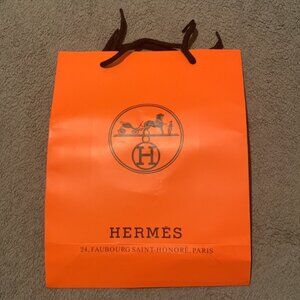 H
HERMÈS
24, FAUBOURG SAINT-HONORÉ, PARIS